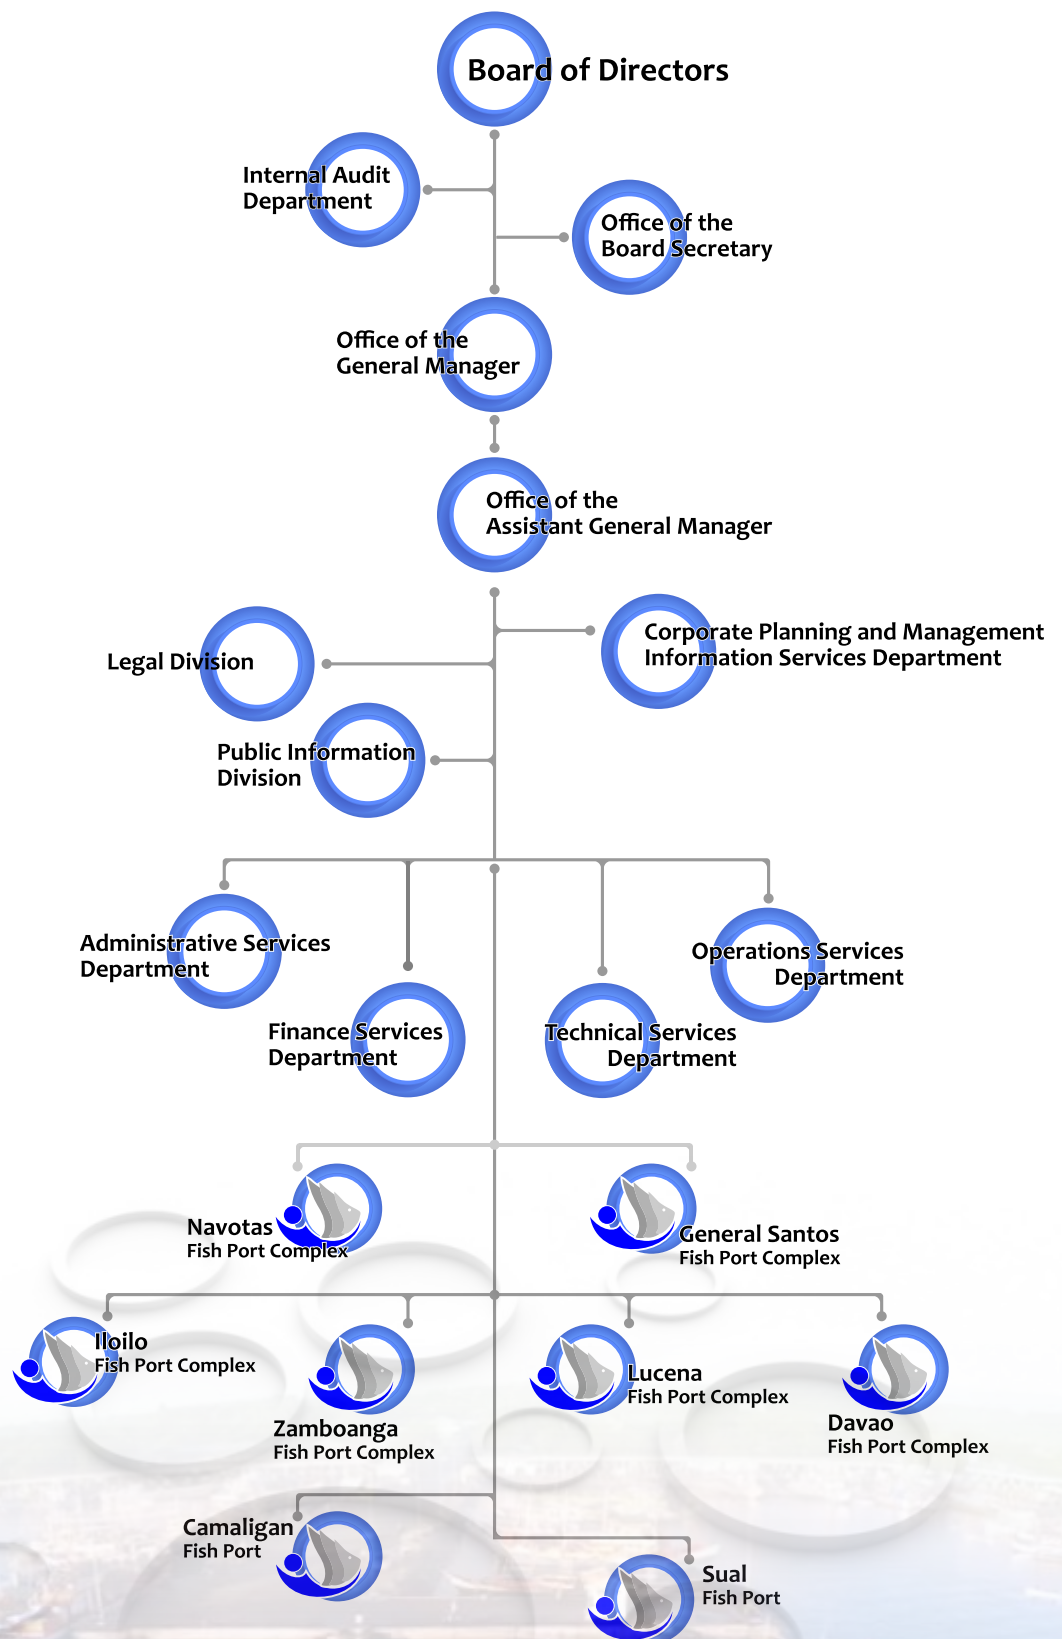 Board of Directors
Internal Audit
Department
Office of the
Board Secretary
Office of the
General Manager
Office of the
Assistant General Manager
Corporate Planning and Management
Information Services Department
Legal Division
Public Information
Division
Administrative Services
Department
Operations Services
Department
Finance Services
Department
Technical Services
Department
Navotas
Fish Port Complex
General Santos
Fish Port Complex
Iloilo
Fish Port Complex
Zamboanga
Fish Port Complex
Lucena
Fish Port Complex
Davao
Fish Port Complex
Camaligan
Fish Port
Sual
Fish Port